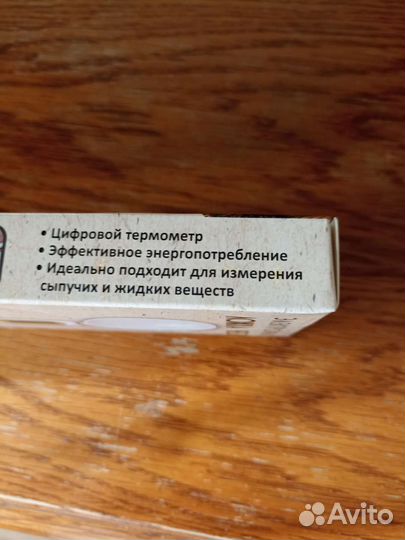 • Цифровой термометр
• Эффективное энергопотребление
• Идеально подходит для измерения
сыпучих и жидких веществ
Avito